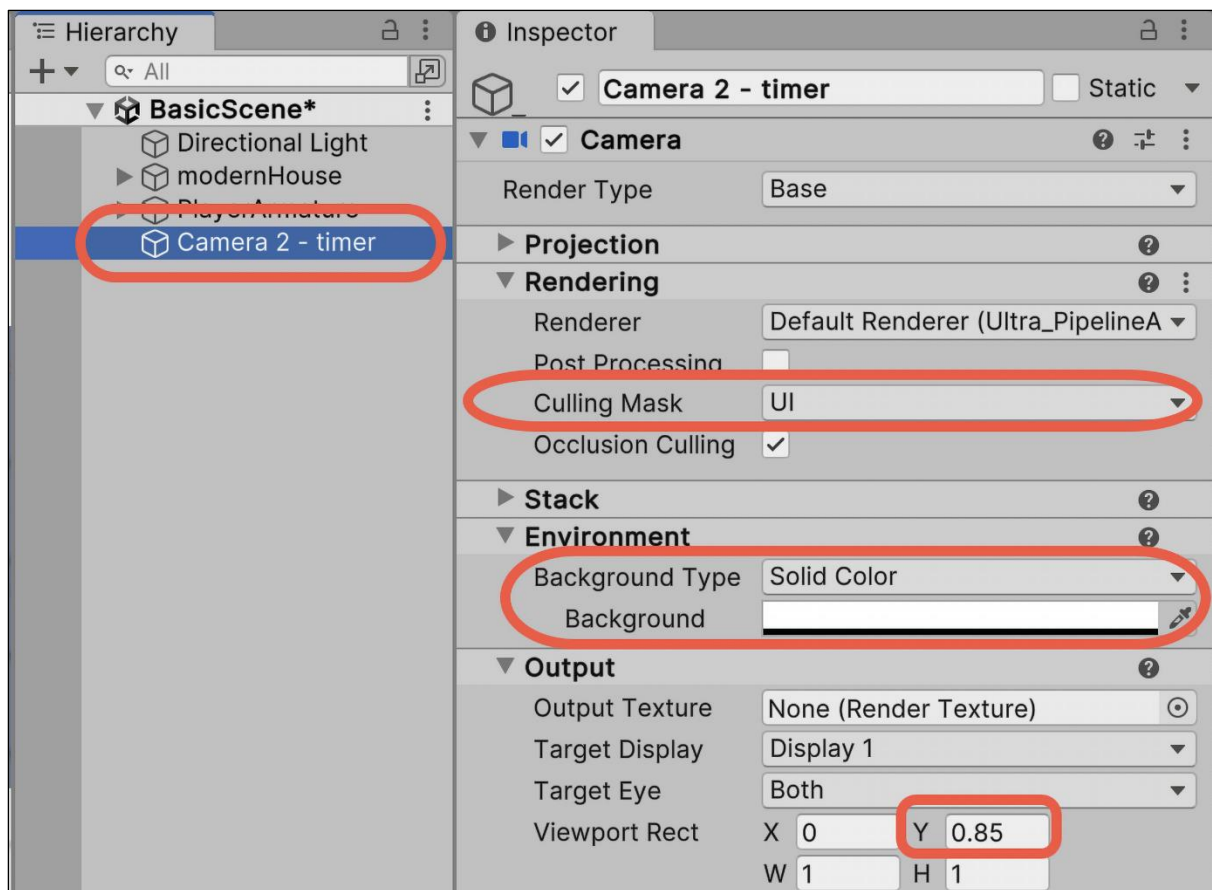 Hierarchy
All
BasicScene*
Directional Light
modernHouse
PlayerArmature
Camera 2 - timer
Inspector
Camera 2 - timer Static
Camera
Render Type Base
Projection
Rendering
Renderer Default Renderer (Ultra_PipelineA
Post Processing
Culling Mask UI
Occlusion Culling
Stack
Environment
Background Type Solid Color
Background
Output
Output Texture None (Render Texture)
Target Display Display 1
Target Eye Both
Viewport Rect X 0 Y 0.85
W 1 H 1